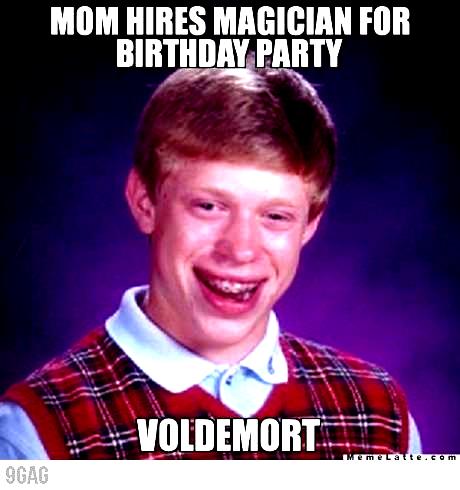 MOM HIRES MAGICIAN FOR
BIRTHDAY PARTY
VOLDEMORT
MemeLatte.com
9GAG